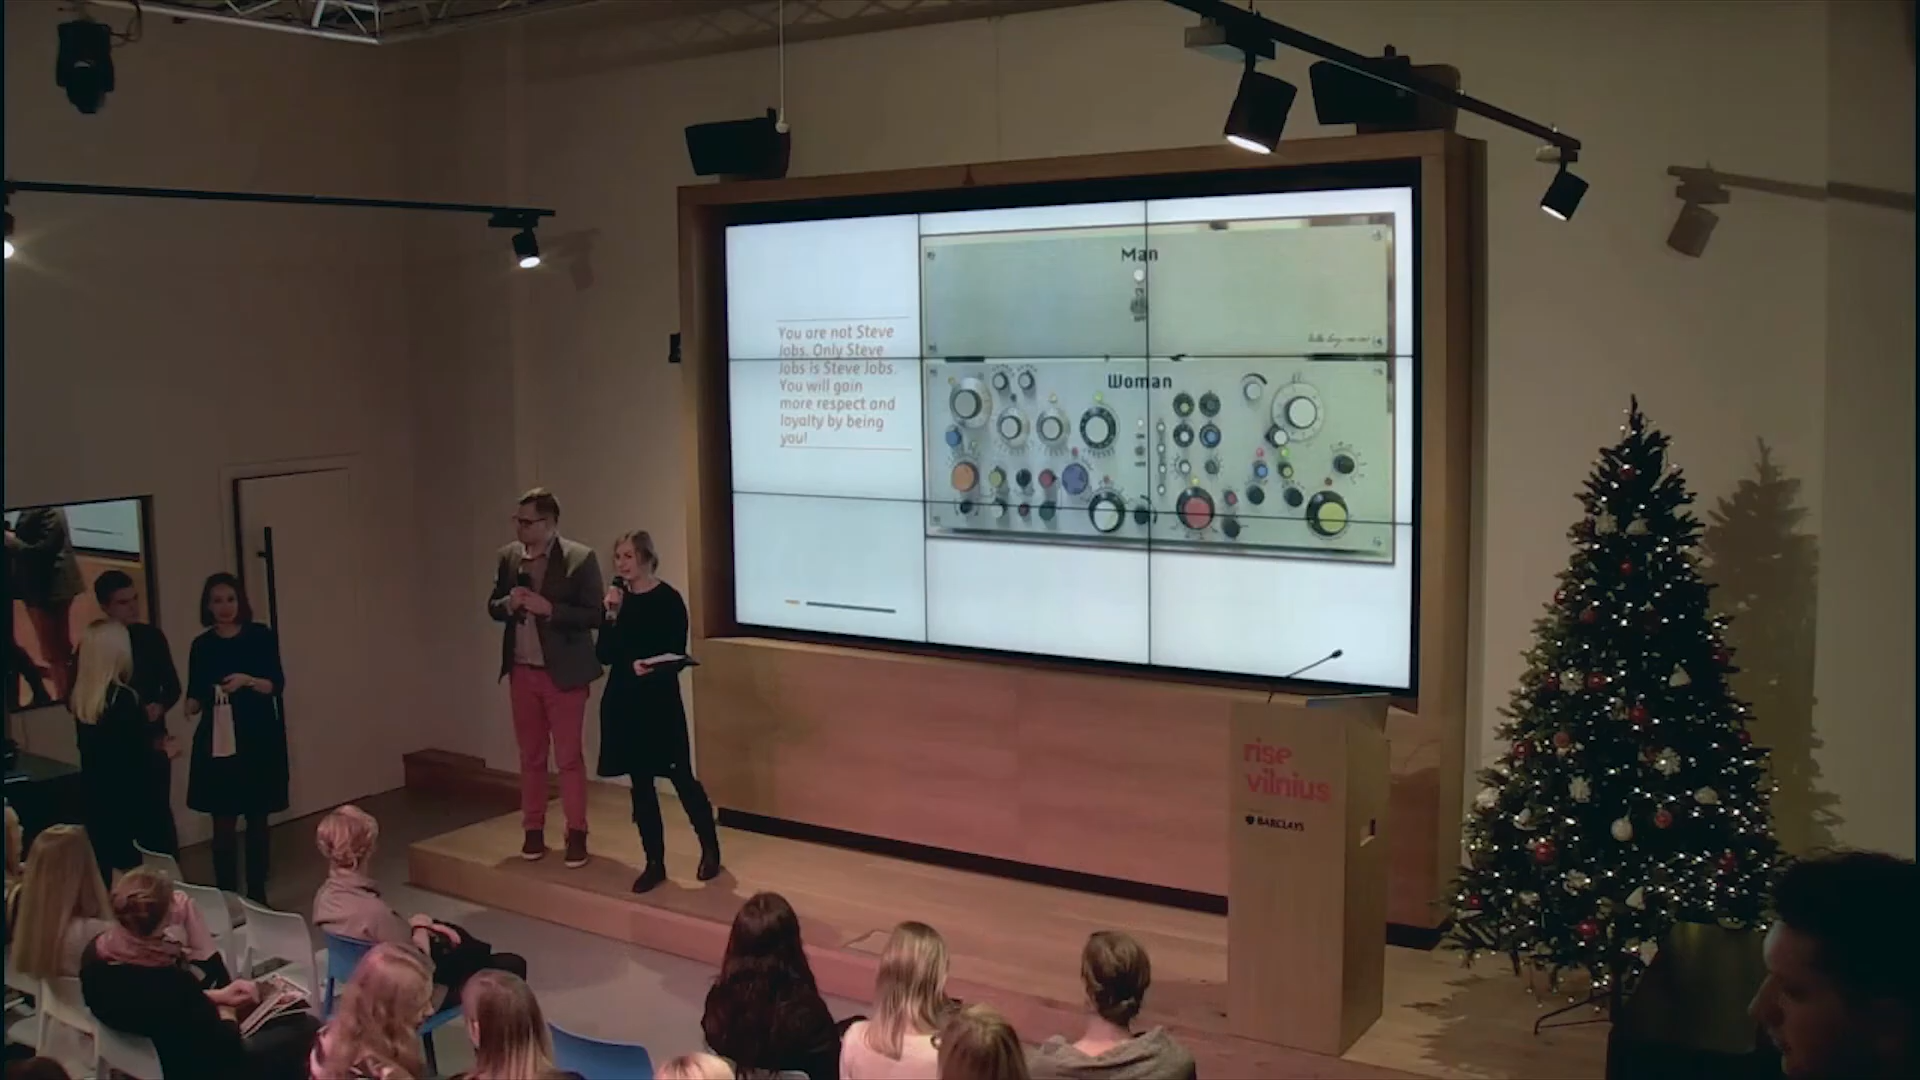 You are not Steve
Jobs. Only Steve
Jobs is Steve Jobs.
You will gain
more respect and
loyalty by being
you!
Man
Woman
rise
vilnius
BARCLAYS